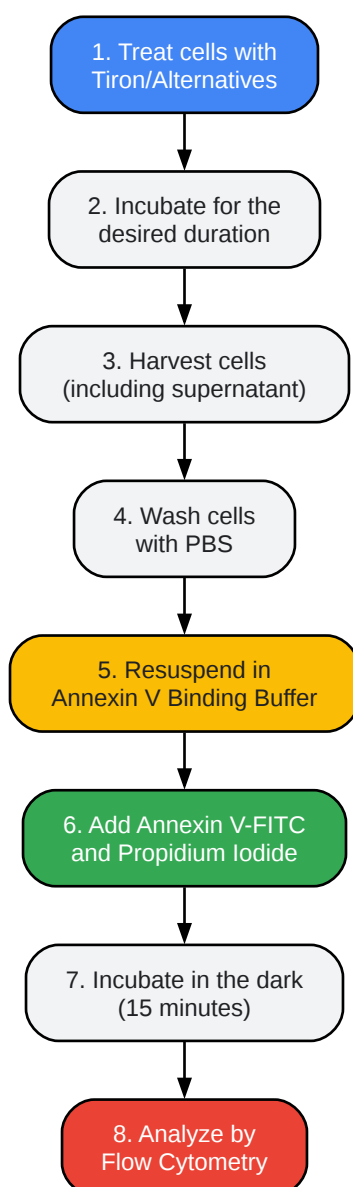 1. Treat cells with
Tiron/Alternatives
2. Incubate for the
desired duration
3. Harvest cells
(including supernatant)
4. Wash cells
with PBS
5. Resuspend in
Annexin V Binding Buffer
6. Add Annexin V-FITC
and Propidium Iodide
7. Incubate in the dark
(15 minutes)
8. Analyze by
Flow Cytometry